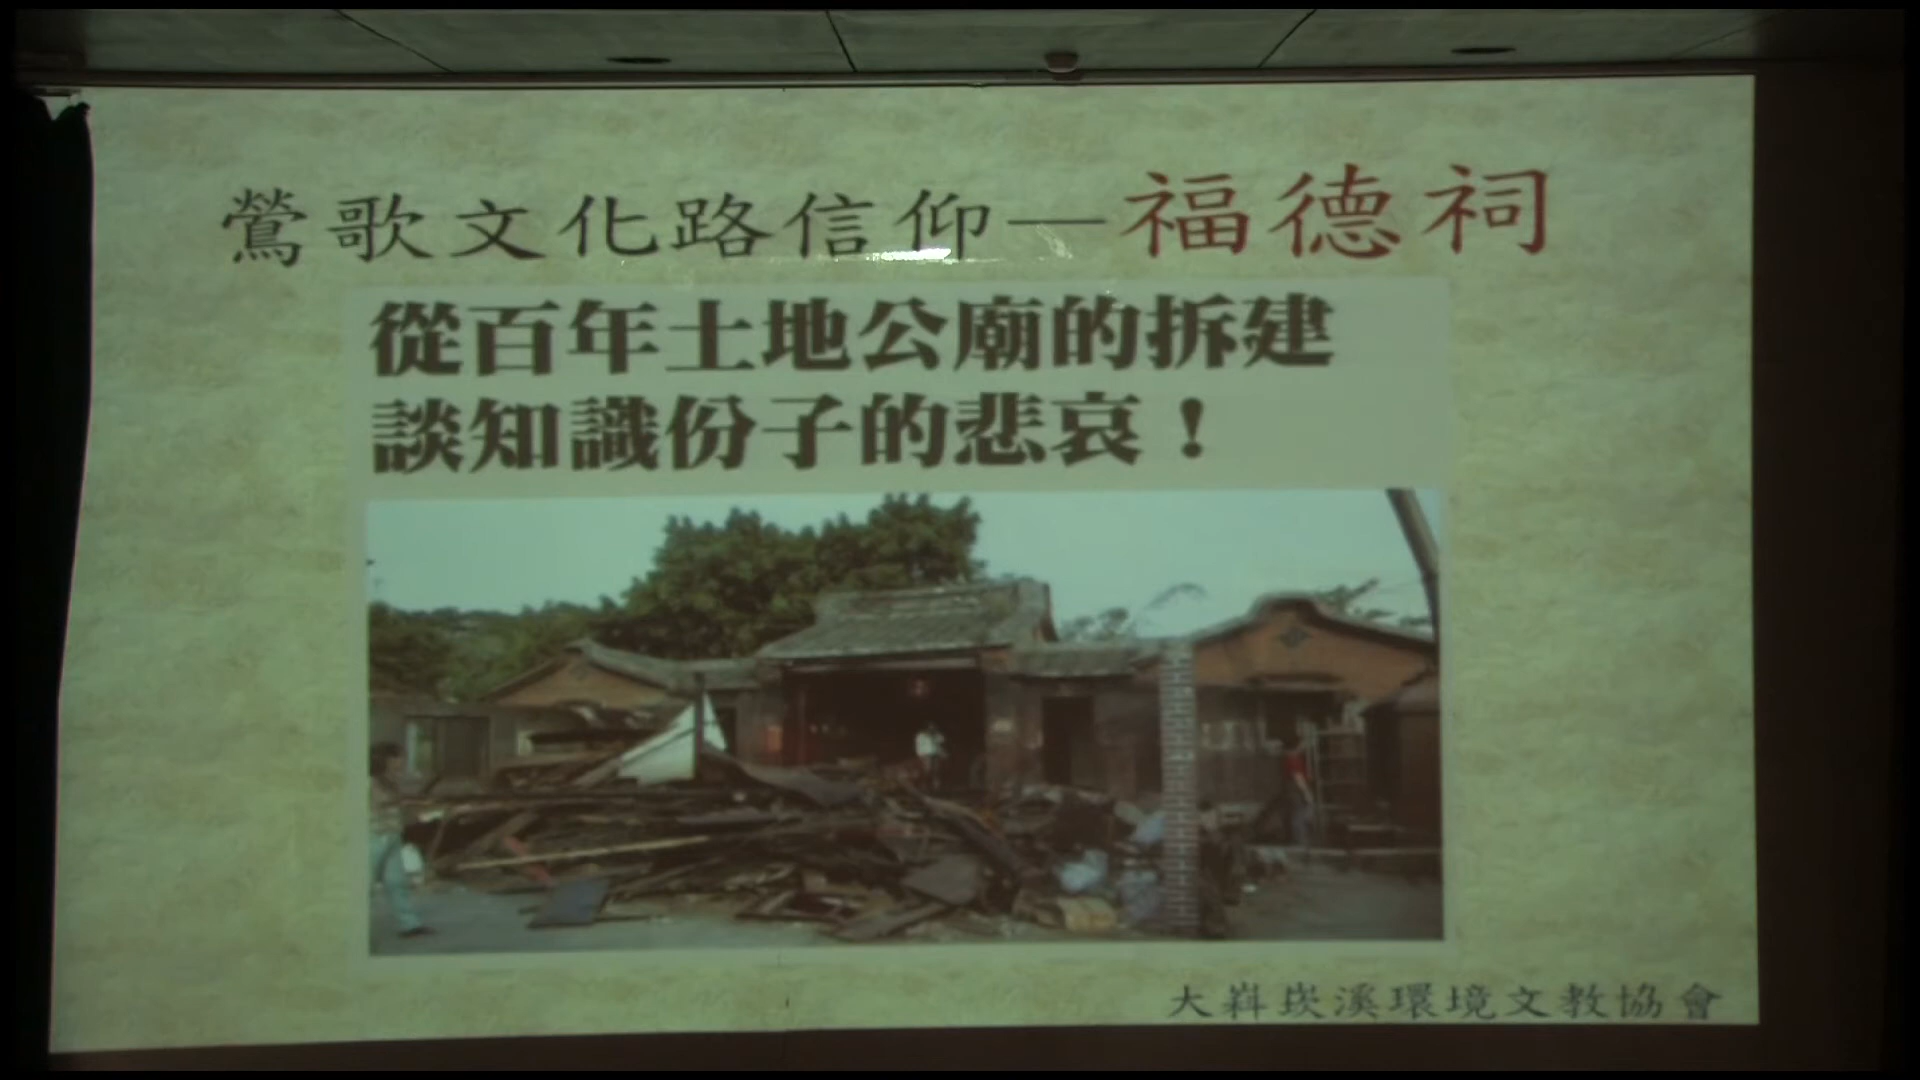 鶯歌文化路信仰—福德祠
從百年土地公廟的拆建
談知識份子的悲哀！
大嵙崁溪環境文教協會